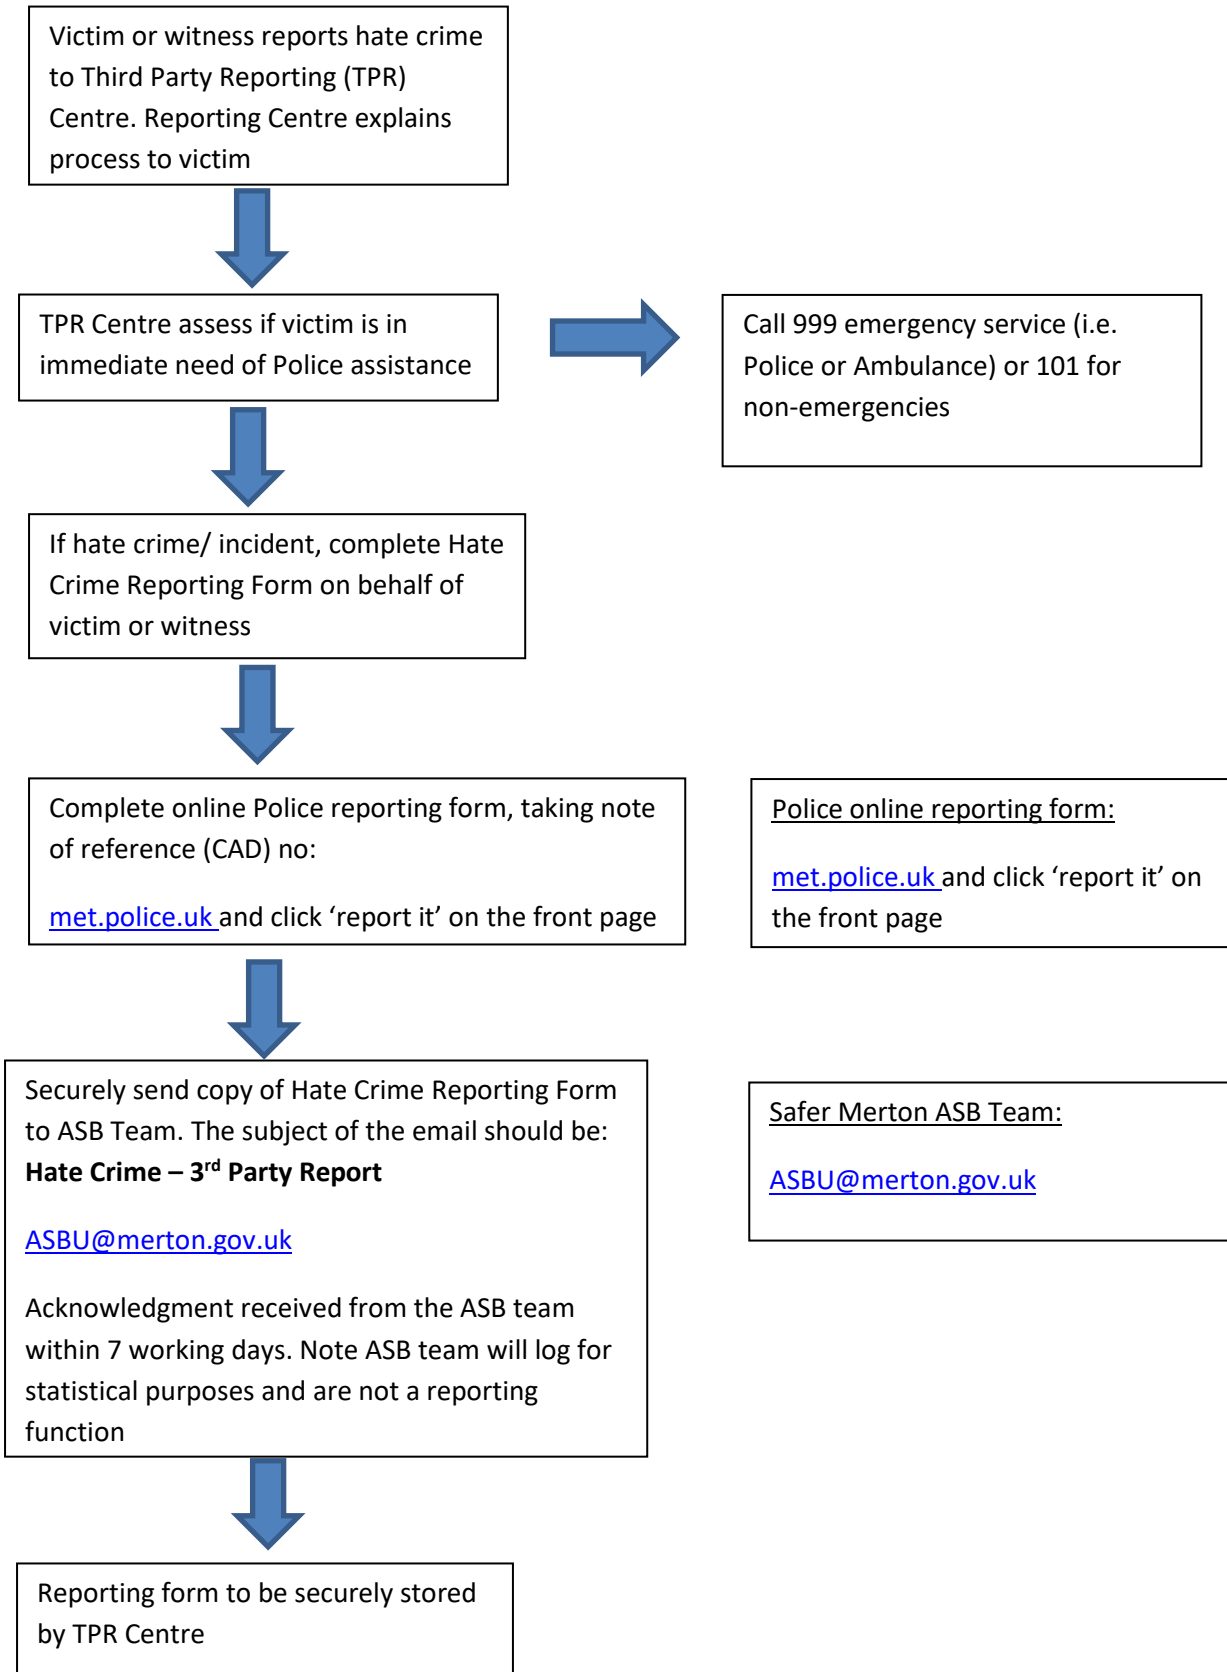 Victim or witness reports hate crime
to Third Party Reporting (TPR)
Centre. Reporting Centre explains
process to victim
TPR Centre assess if victim is in
immediate need of Police assistance
Call 999 emergency service (i.e.
Police or Ambulance) or 101 for
non-emergencies
If hate crime/ incident, complete Hate
Crime Reporting Form on behalf of
victim or witness
Complete online Police reporting form, taking note
of reference (CAD) no:
met.police.uk and click ‘report it’ on the front page
Police online reporting form:
met.police.uk and click ‘report it’ on
the front page
Securely send copy of Hate Crime Reporting Form
to ASB Team. The subject of the email should be:
Hate Crime – 3rd Party Report
ASBU@merton.gov.uk
Acknowledgment received from the ASB team
within 7 working days. Note ASB team will log for
statistical purposes and are not a reporting
function
Safer Merton ASB Team:
ASBU@merton.gov.uk
Reporting form to be securely stored
by TPR Centre